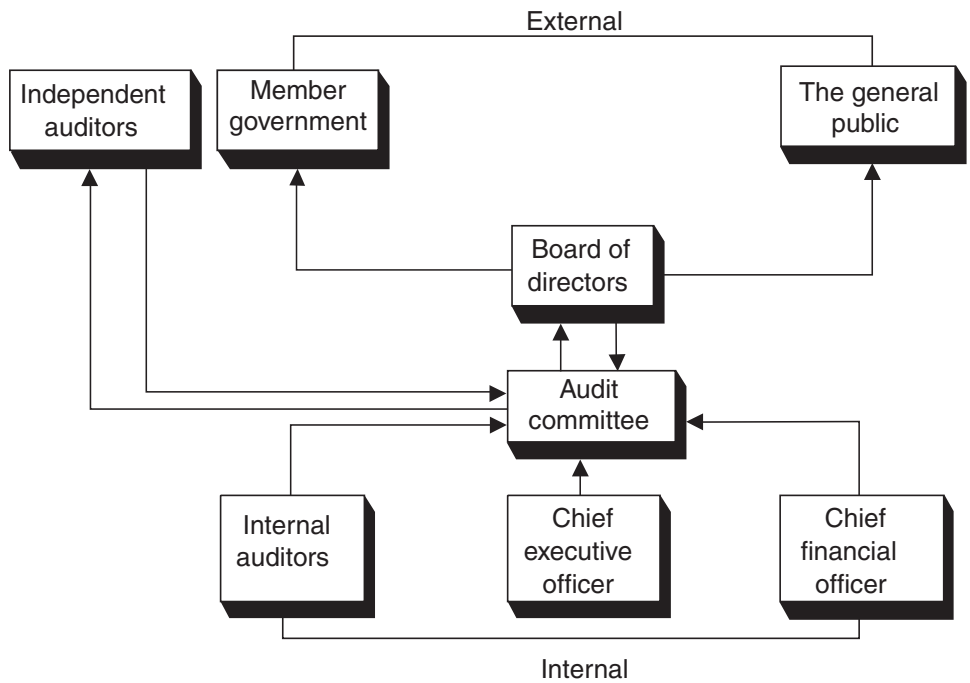 External
Independent
auditors
Member
government
The general
public
Board of
directors
Audit
committee
Internal
auditors
Chief
executive
officer
Chief
financial
officer
Internal